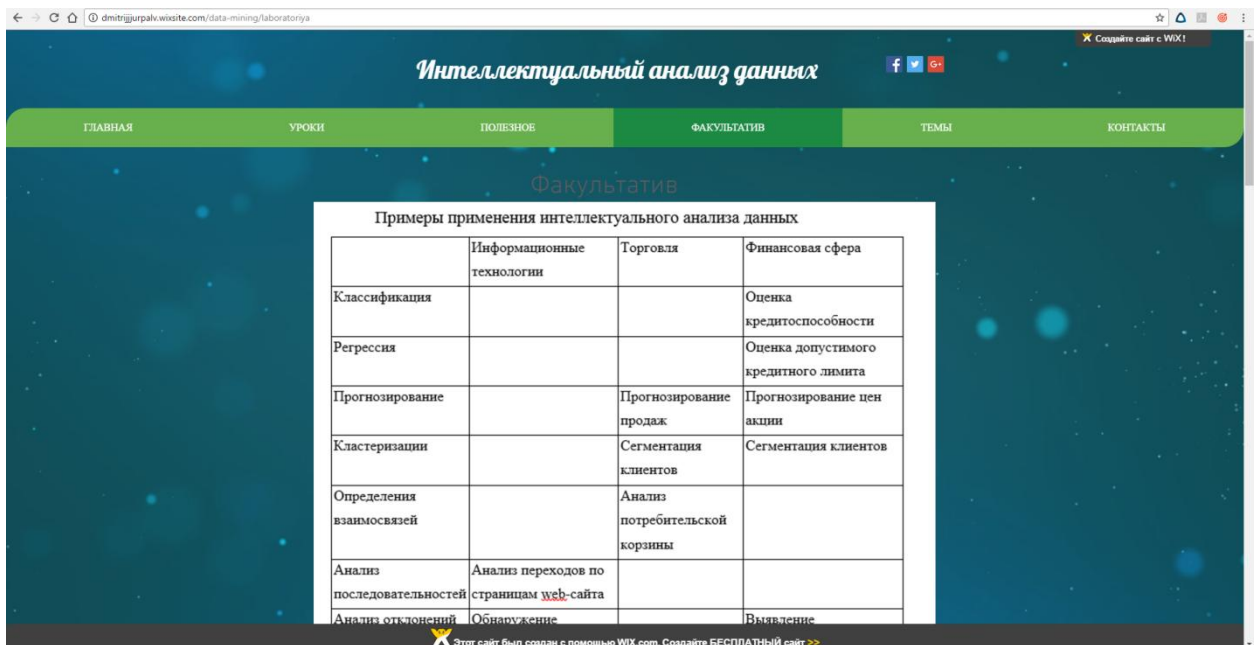 dmitrijjjurpalv.wixsite.com/data-mining/laboratoriya
Создайте сайт с WiX!
Интеллектуальный анализ данных
ГЛАВНАЯ УРОКИ ПОЛЕЗНОЕ ФАКУЛЬТАТИВ ТЕМЫ КОНТАКТЫ
Факультатив
Примеры применения интеллектуального анализа данных
Информационные Торговля Финансовая сфера
технологии
Классификация Оценка
кредитоспособности
Регрессия Оценка допустимого
кредитного лимита
Прогнозирование Прогнозирование Прогнозирование цен
продаж акции
Кластеризации Сегментация Сегментация клиентов
клиентов
Определения Анализ
взаимосвязей потребительской
корзины
Анализ Анализ переходов по
последовательностей страницам web-сайта
Анализ отклонений Обнаружение Выявление
Этот сайт был создан с помощью WIX.com. Создайте БЕСПЛАТНЫЙ сайт >>